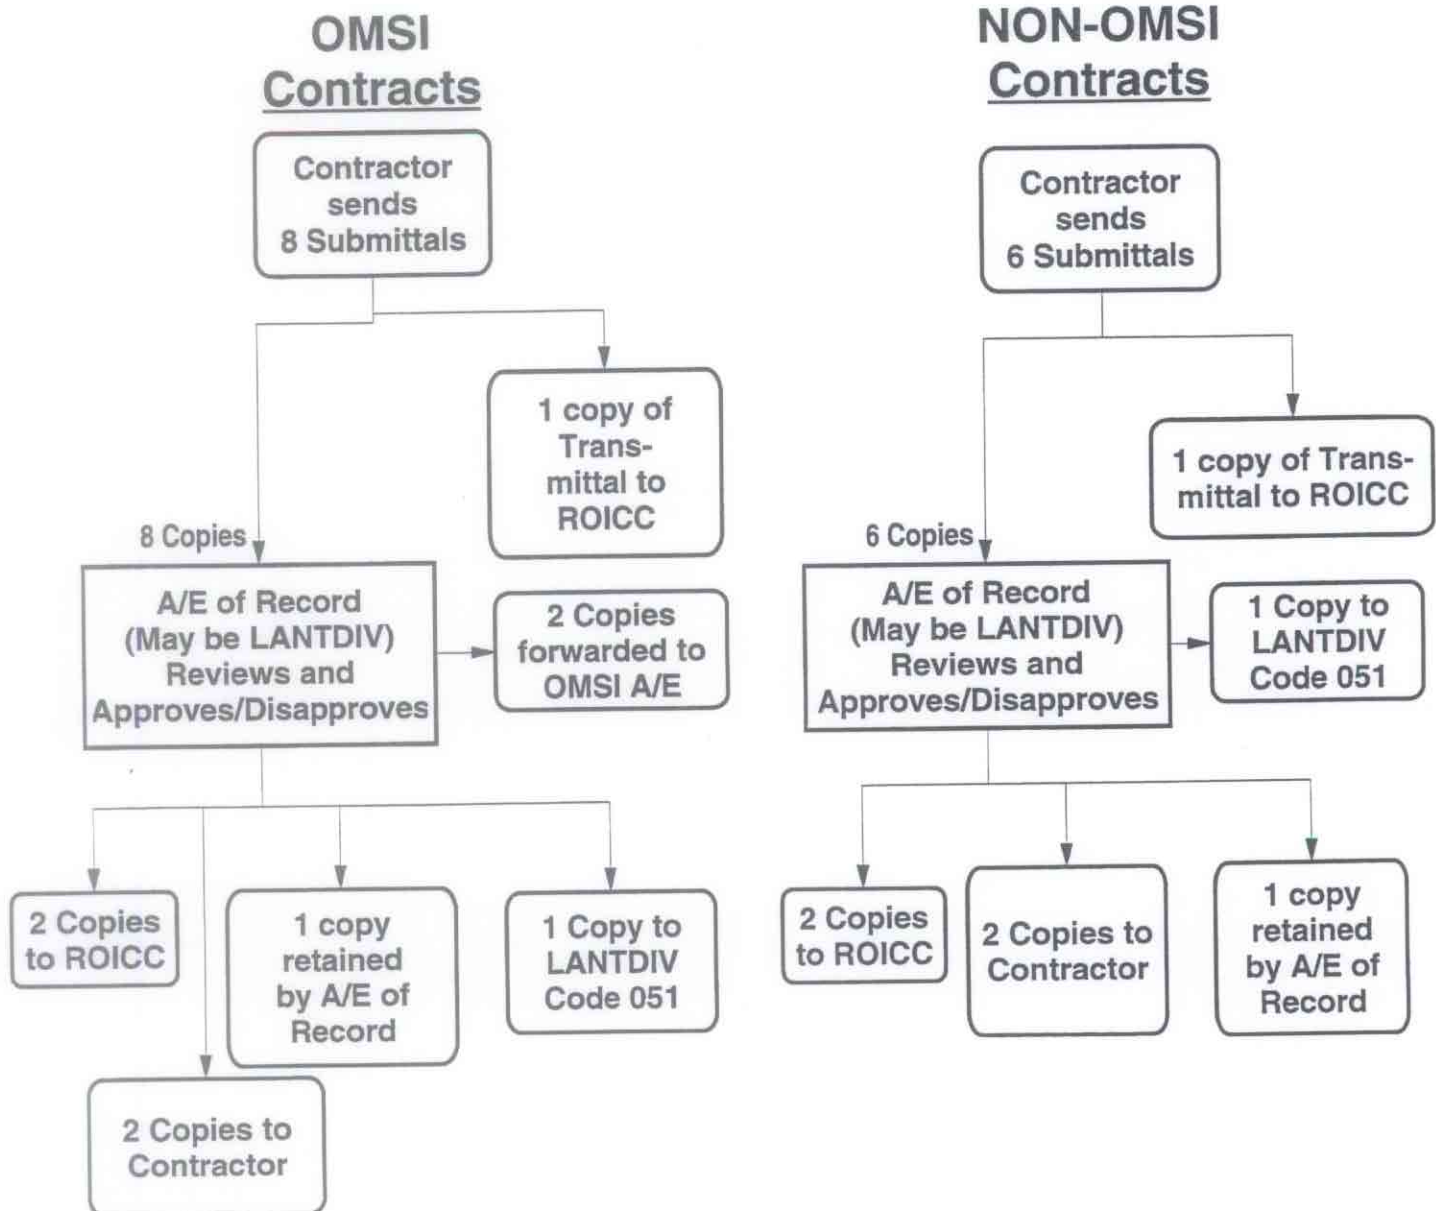 OMSI
Contracts
Contractor
sends
8 Submittals
1 copy of
Trans-
mittal to
ROICC
8 Copies
A/E of Record
(May be LANTDIV)
Reviews and
Approves/Disapproves
2 Copies
forwarded to
OMSI A/E
2 Copies
to ROICC
1 copy
retained
by A/E of
Record
1 Copy to
LANTDIV
Code 051
2 Copies to
Contractor
NON-OMSI
Contracts
Contractor
sends
6 Submittals
1 copy of Trans-
mittal to ROICC
6 Copies
A/E of Record
(May be LANTDIV)
Reviews and
Approves/Disapproves
1 Copy to
LANTDIV
Code 051
2 Copies
to ROICC
2 Copies to
Contractor
1 copy
retained
by A/E of
Record